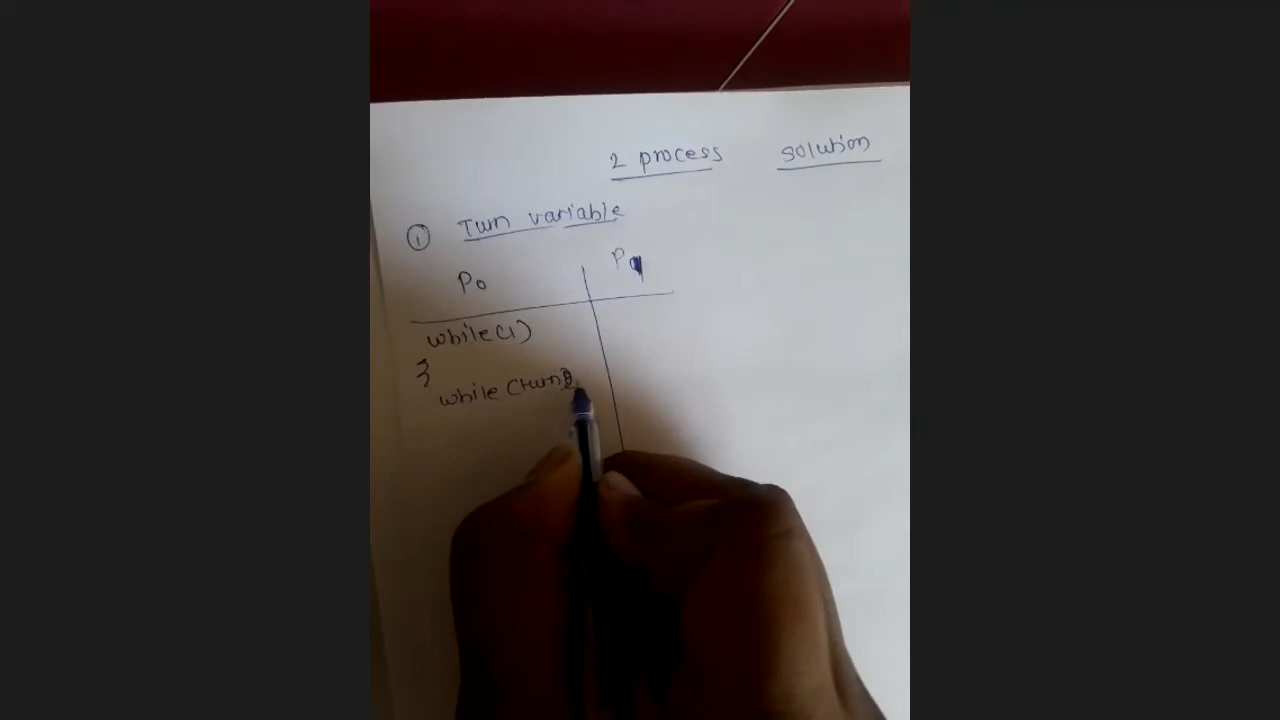 2 process solution
① Turn variable
P0 P1
while(1)
{
while (turn